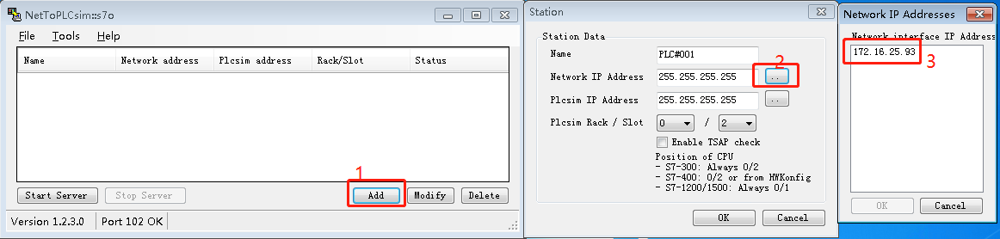 NetToPLCsim::s7o
File Tools Help
Name Network address Plcsim address Rack/Slot Status
1
Start Server Stop Server Add Modify Delete
Version 1.2.3.0 Port 102 OK
Station
Station Data
Name PLC#001
2
Network IP Address 255.255.255.255 ..
Plcsim IP Address 255.255.255.255 ..
Plcsim Rack / Slot 0 / 2
Enable TSAP check
Position of CPU
- S7-300: Always 0/2
- S7-400: 0/2 or from HWKonfig
- S7-1200/1500: Always 0/1
OK Cancel
Network IP Addresses
Network interface IP Address
172.16.25.93
3
OK Cancel